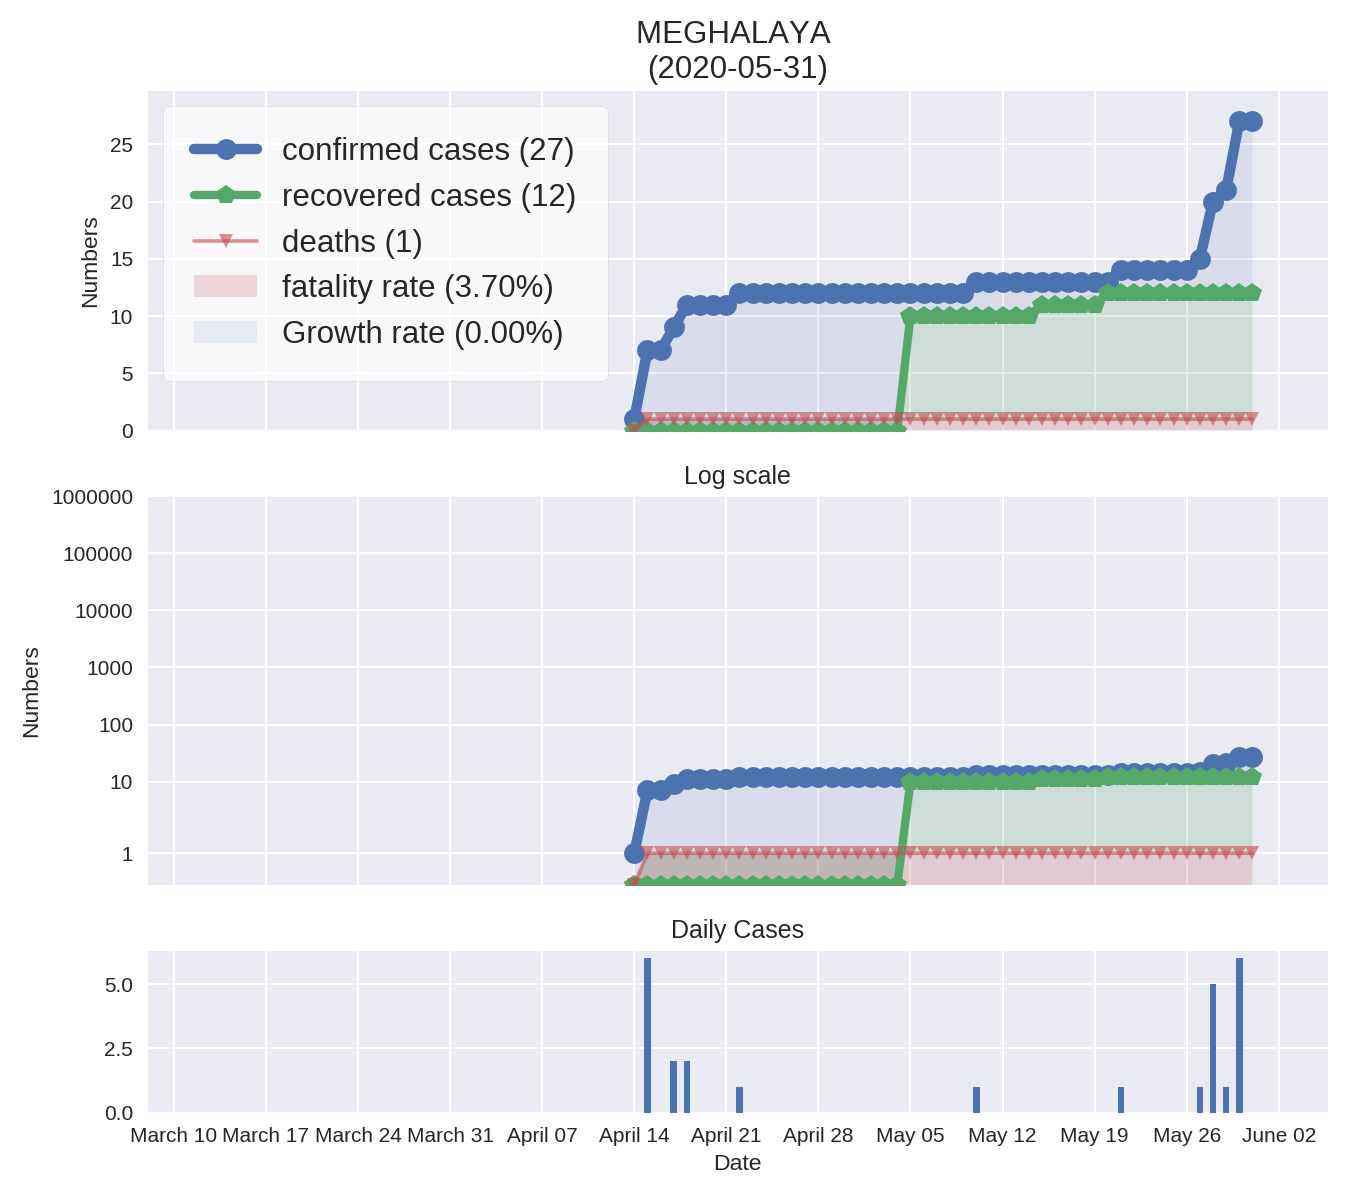 MEGHALAYA
(2020-05-31)
confirmed cases (27)
recovered cases (12)
deaths (1)
fatality rate (3.70%)
Growth rate (0.00%)
Numbers
25
20
15
10
5
0
Log scale
Numbers
1000000
100000
10000
1000
100
10
1
Daily Cases
5.0
2.5
0.0
March 10 March 17 March 24 March 31 April 07 April 14 April 21 April 28 May 05 May 12 May 19 May 26 June 02
Date